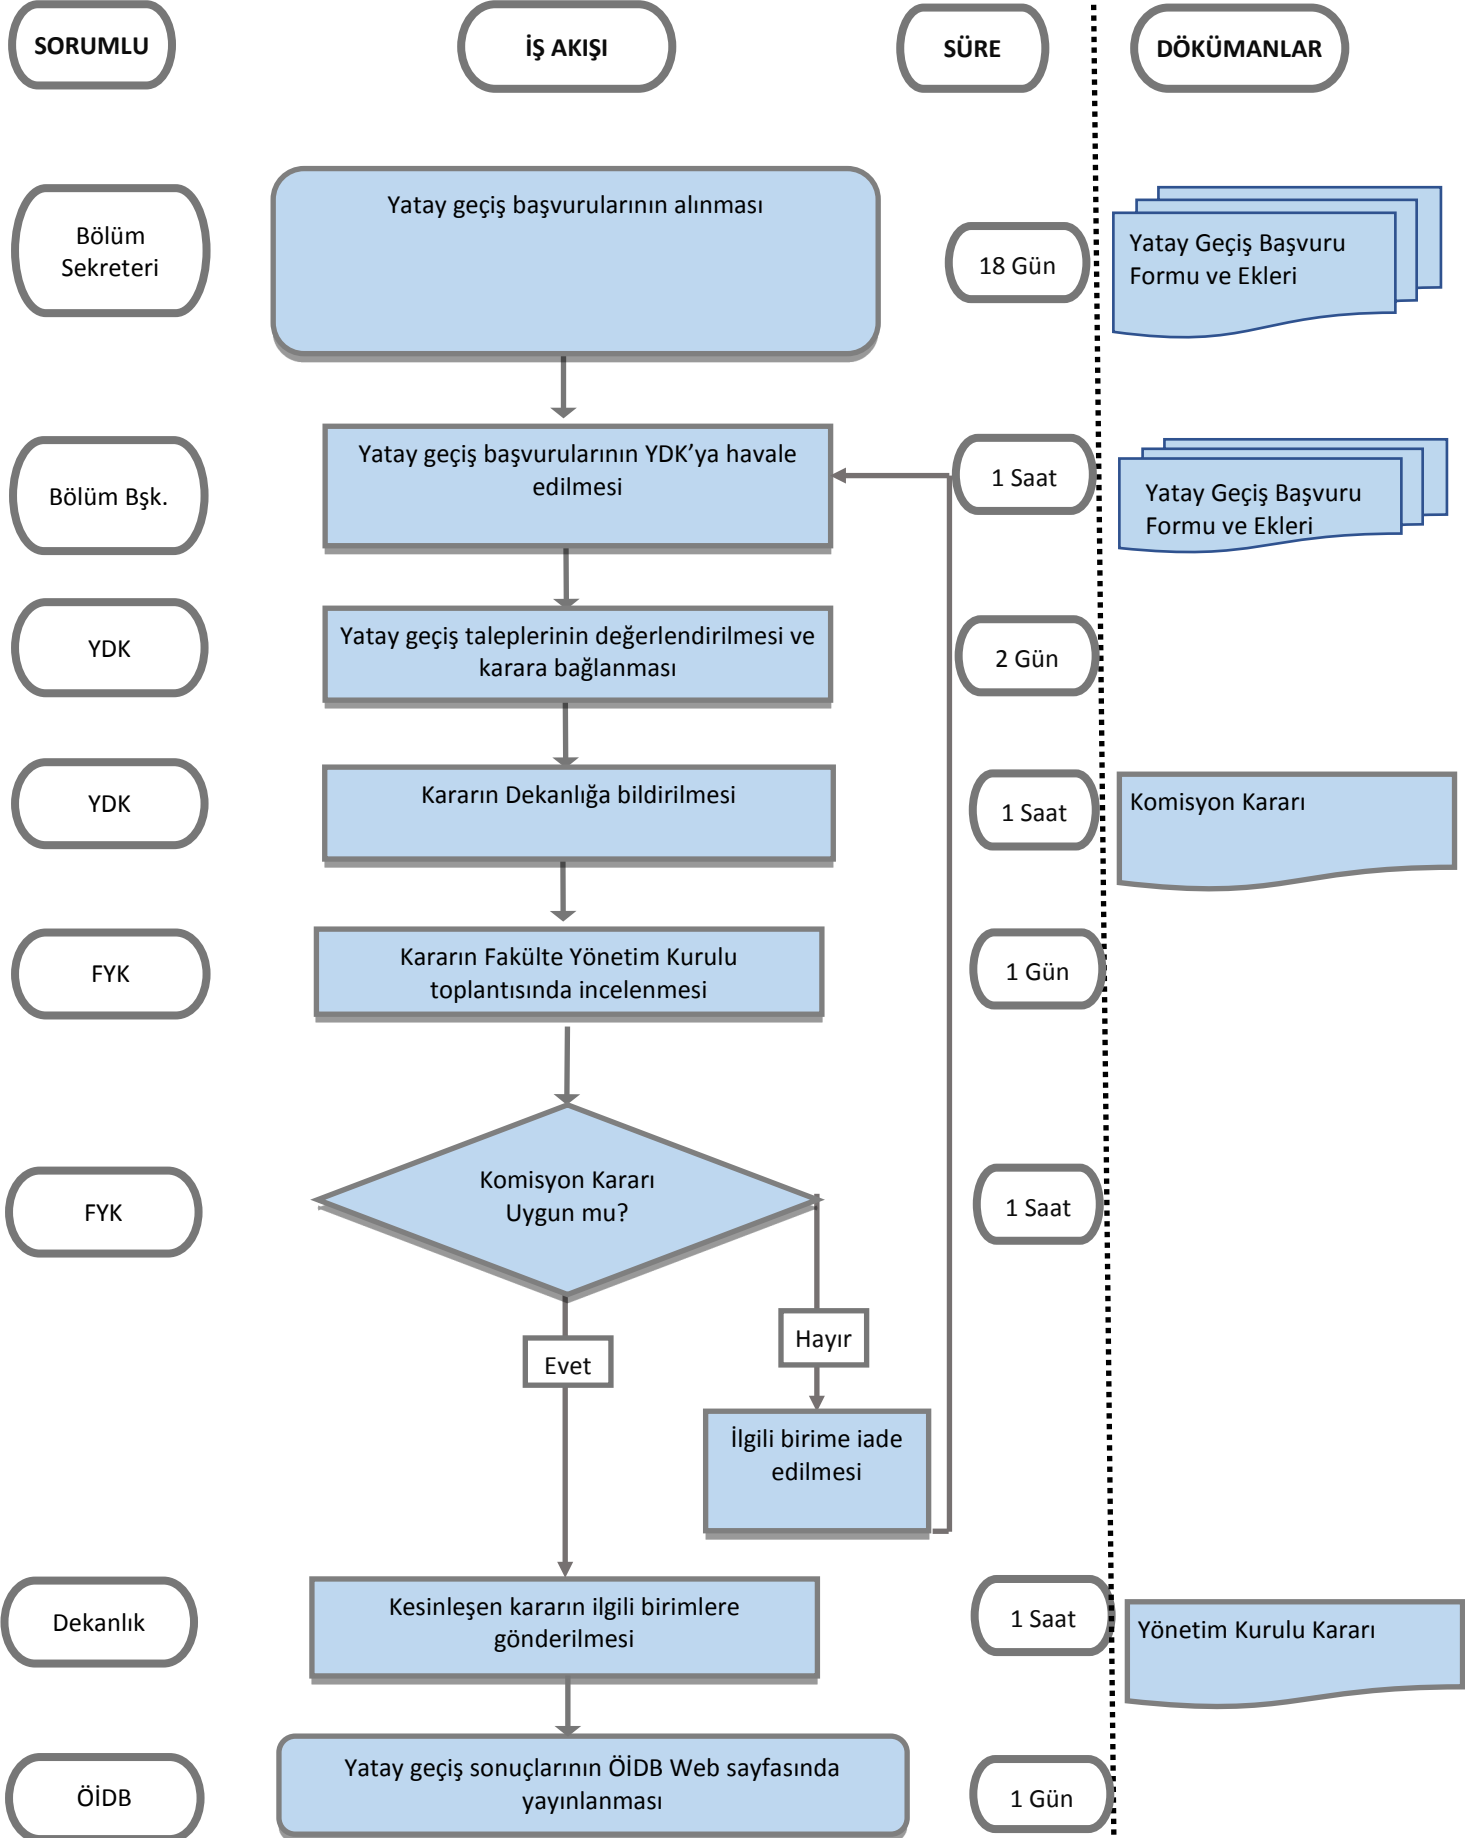 SORUMLU
İŞ AKIŞI
SÜRE
DÖKÜMANLAR
Bölüm
Sekreteri
Yatay geçiş başvurularının alınması
18 Gün
Yatay Geçiş Başvuru
Formu ve Ekleri
Bölüm Bşk.
Yatay geçiş başvurularının YDK’ya havale
edilmesi
1 Saat
Yatay Geçiş Başvuru
Formu ve Ekleri
YDK
Yatay geçiş taleplerinin değerlendirilmesi ve
karara bağlanması
2 Gün
YDK
Kararın Dekanlığa bildirilmesi
1 Saat
Komisyon Kararı
FYK
Kararın Fakülte Yönetim Kurulu
toplantısında incelenmesi
1 Gün
FYK
Komisyon Kararı
Uygun mu?
1 Saat
Hayır
Evet
İlgili birime iade
edilmesi
Dekanlık
Kesinleşen kararın ilgili birimlere
gönderilmesi
1 Saat
Yönetim Kurulu Kararı
ÖİDB
Yatay geçiş sonuçlarının ÖİDB Web sayfasında
yayınlanması
1 Gün